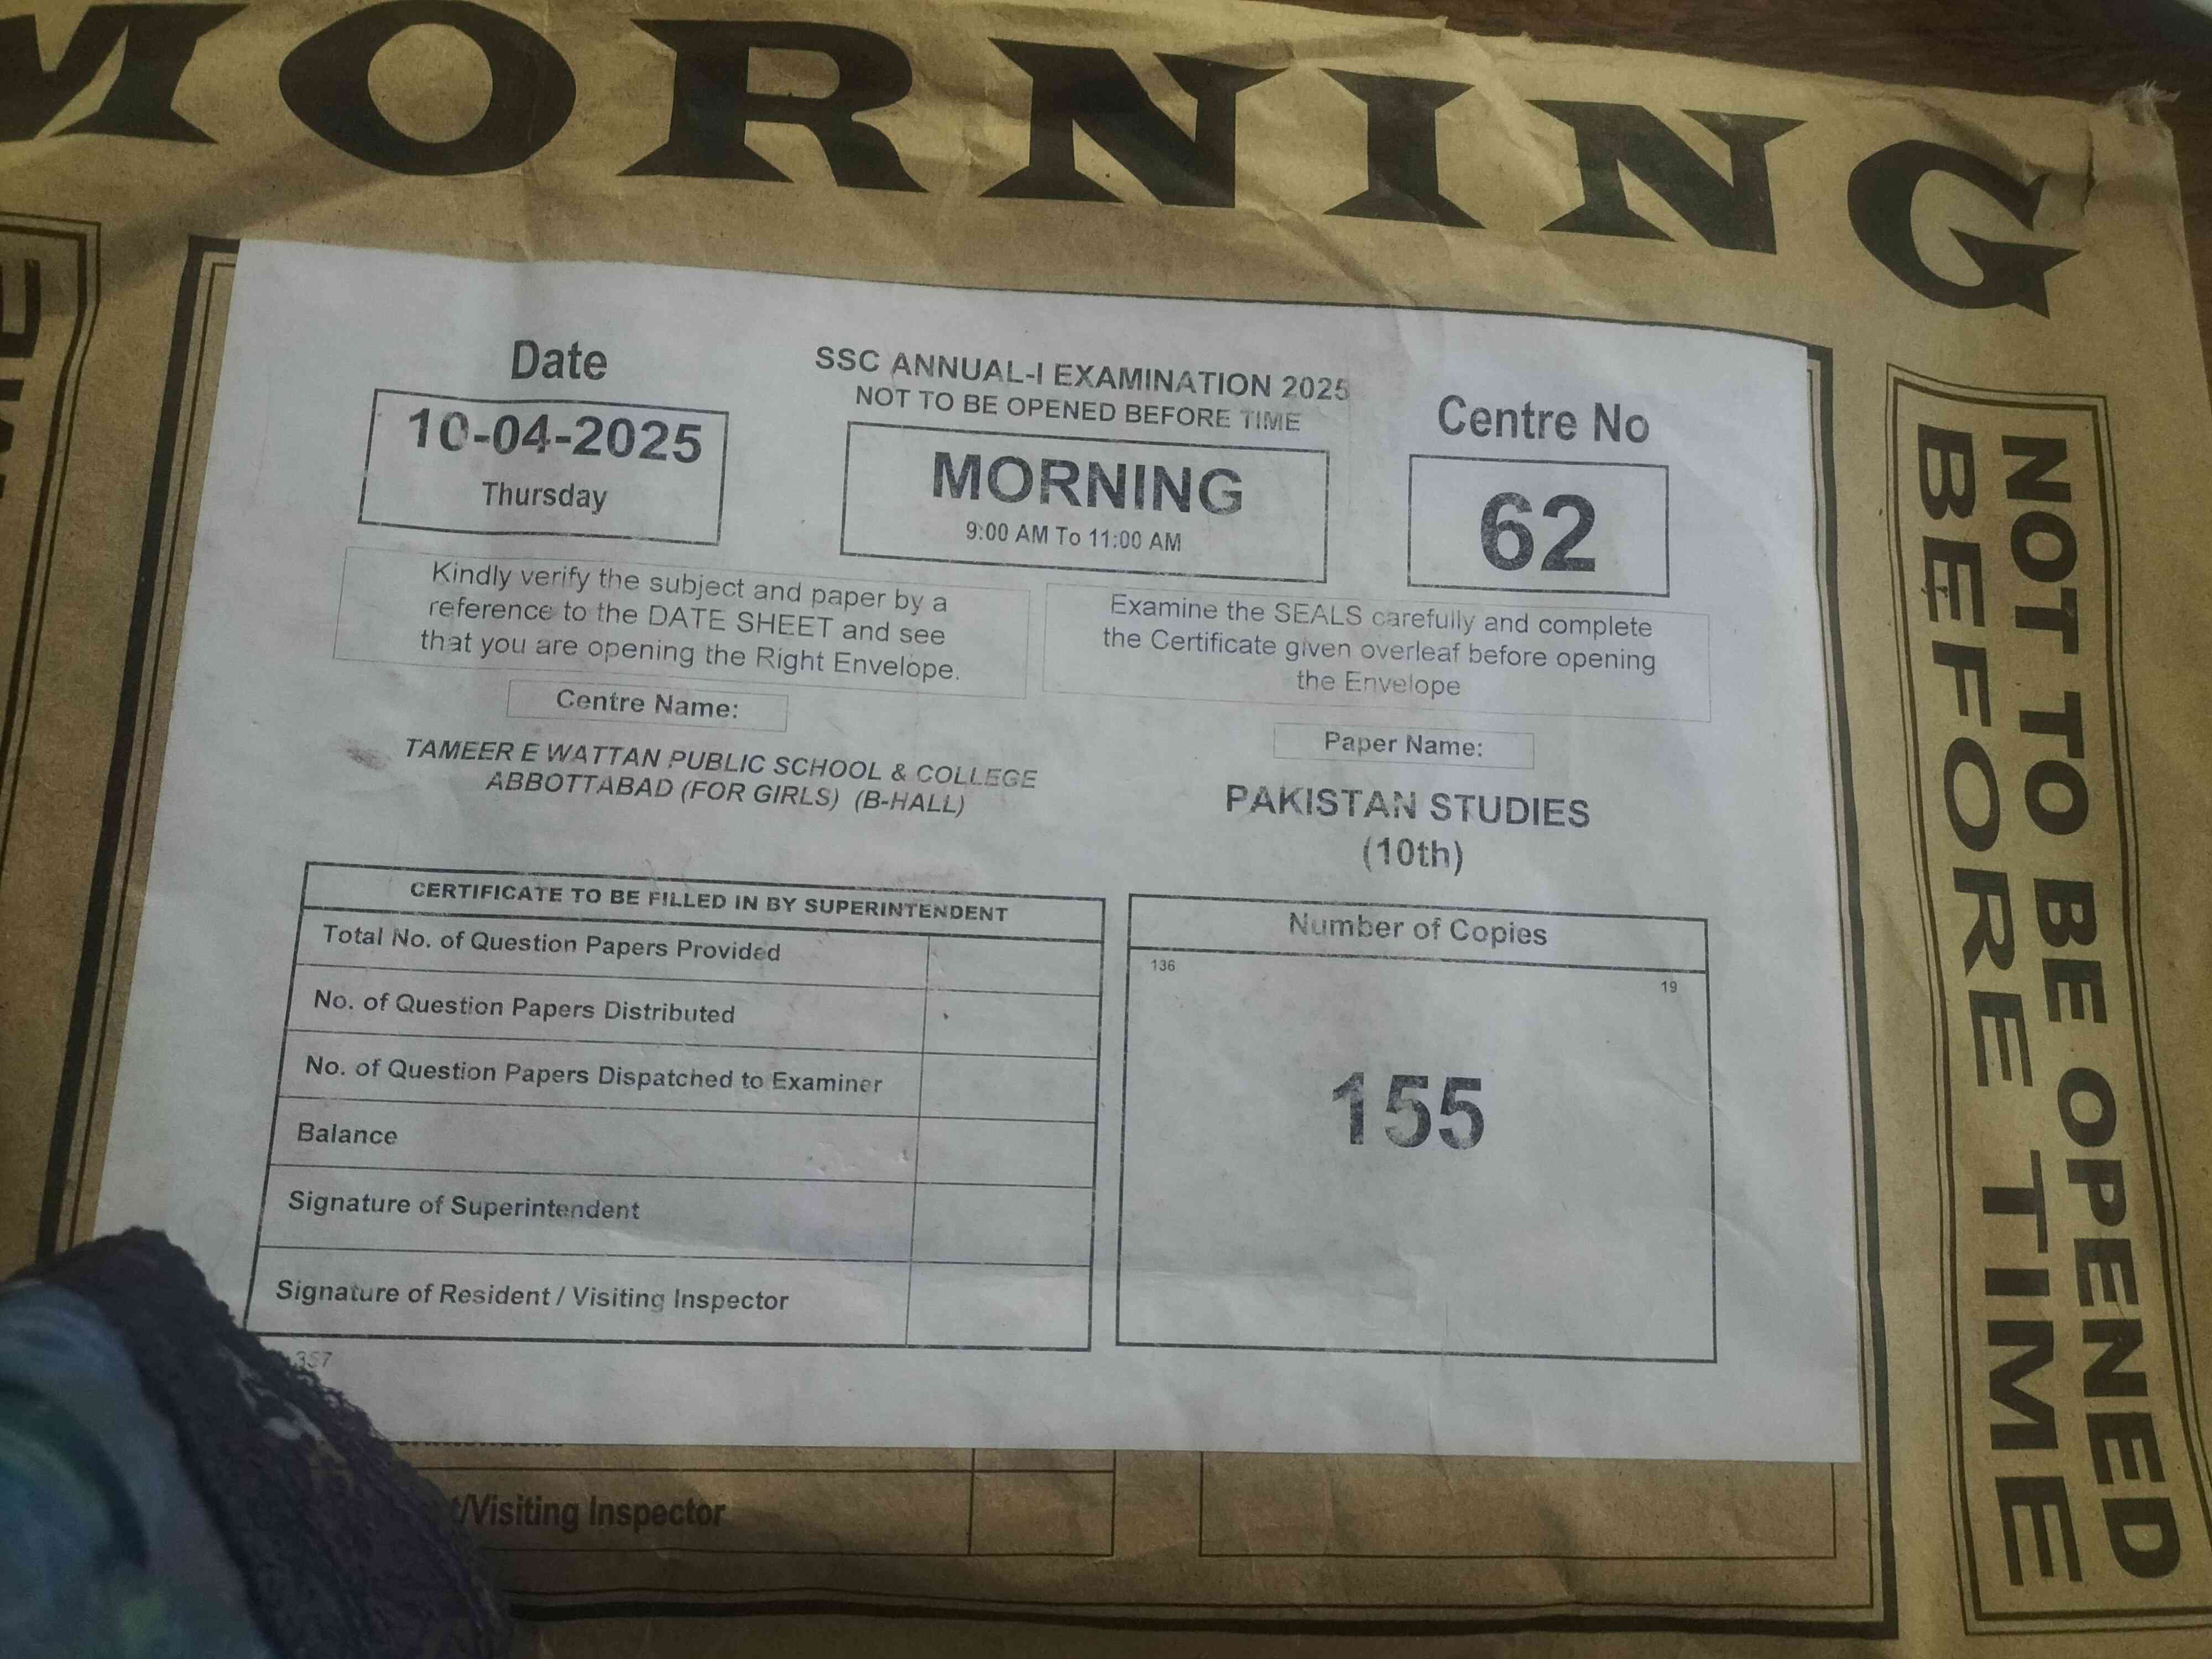 MORNING
Date
10-04-2025
Thursday
SSC ANNUAL-I EXAMINATION 2025
NOT TO BE OPENED BEFORE TIME
MORNING
9:00 AM To 11:00 AM
Centre No
62
Kindly verify the subject and paper by a
reference to the DATE SHEET and see
that you are opening the Right Envelope.
Examine the SEALS carefully and complete
the Certificate given overleaf before opening
the Envelope
Centre Name:
TAMEER E WATTAN PUBLIC SCHOOL & COLLEGE
ABBOTTABAD (FOR GIRLS) (B-HALL)
Paper Name:
PAKISTAN STUDIES
(10th)
CERTIFICATE TO BE FILLED IN BY SUPERINTENDENT
Total No. of Question Papers Provided
No. of Question Papers Distributed
No. of Question Papers Dispatched to Examiner
Balance
Signature of Superintendent
Signature of Resident / Visiting Inspector
Number of Copies
136
19
155
357
/Visiting Inspector
NOT TO BE OPENED
BEFORE TIME